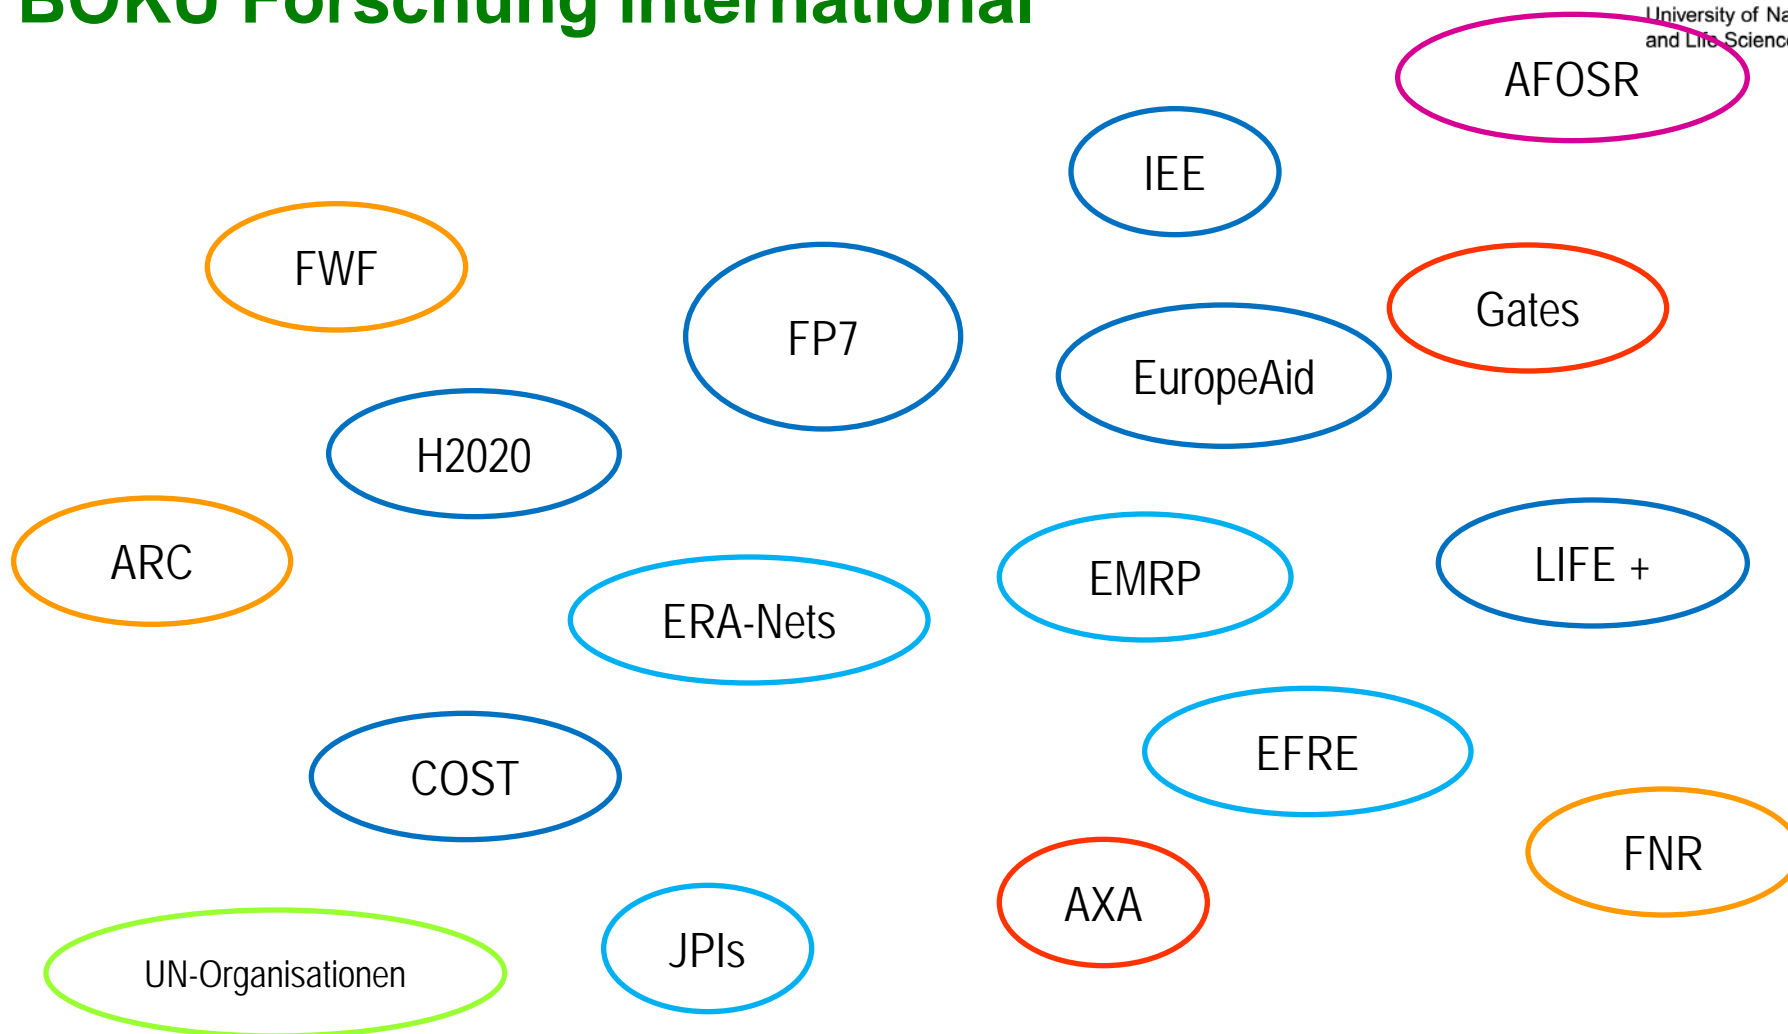 BOKU Forschung international
University of Na
and Life Science
AFOSR
IEE
FWF
Gates
FP7
EuropeAid
H2020
ARC
LIFE +
EMRP
ERA-Nets
EFRE
COST
FNR
AXA
JPIs
UN-Organisationen